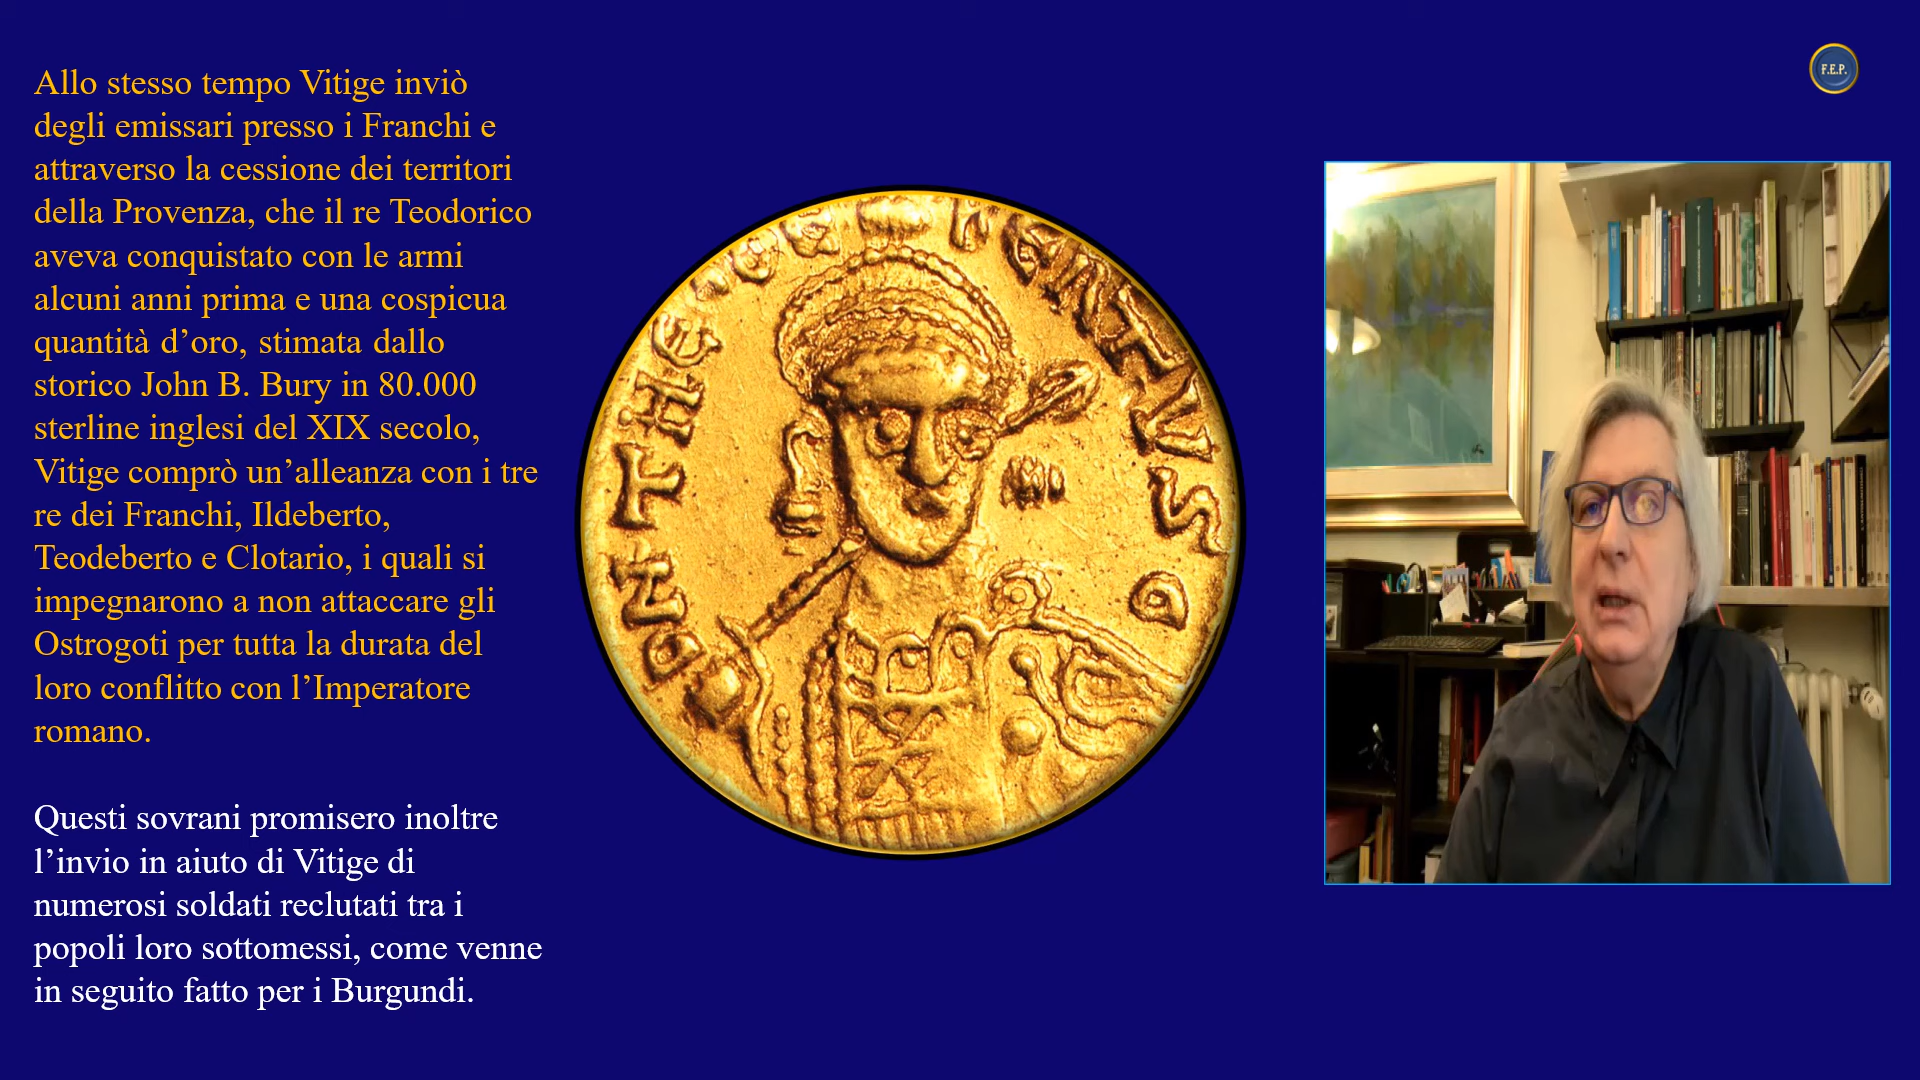 Allo stesso tempo Vitige inviò
degli emissari presso i Franchi e
attraverso la cessione dei territori
della Provenza, che il re Teodorico
aveva conquistato con le armi
alcuni anni prima e una cospicua
quantità d’oro, stimata dallo
storico John B. Bury in 80.000
sterline inglesi del XIX secolo,
Vitige comprò un’alleanza con i tre
re dei Franchi, Ildeberto,
Teodeberto e Clotario, i quali si
impegnarono a non attaccare gli
Ostrogoti per tutta la durata del
loro conflitto con l’Imperatore
romano.
Questi sovrani promisero inoltre
l’invio in aiuto di Vitige di
numerosi soldati reclutati tra i
popoli loro sottomessi, come venne
in seguito fatto per i Burgundi.
F.E.P.